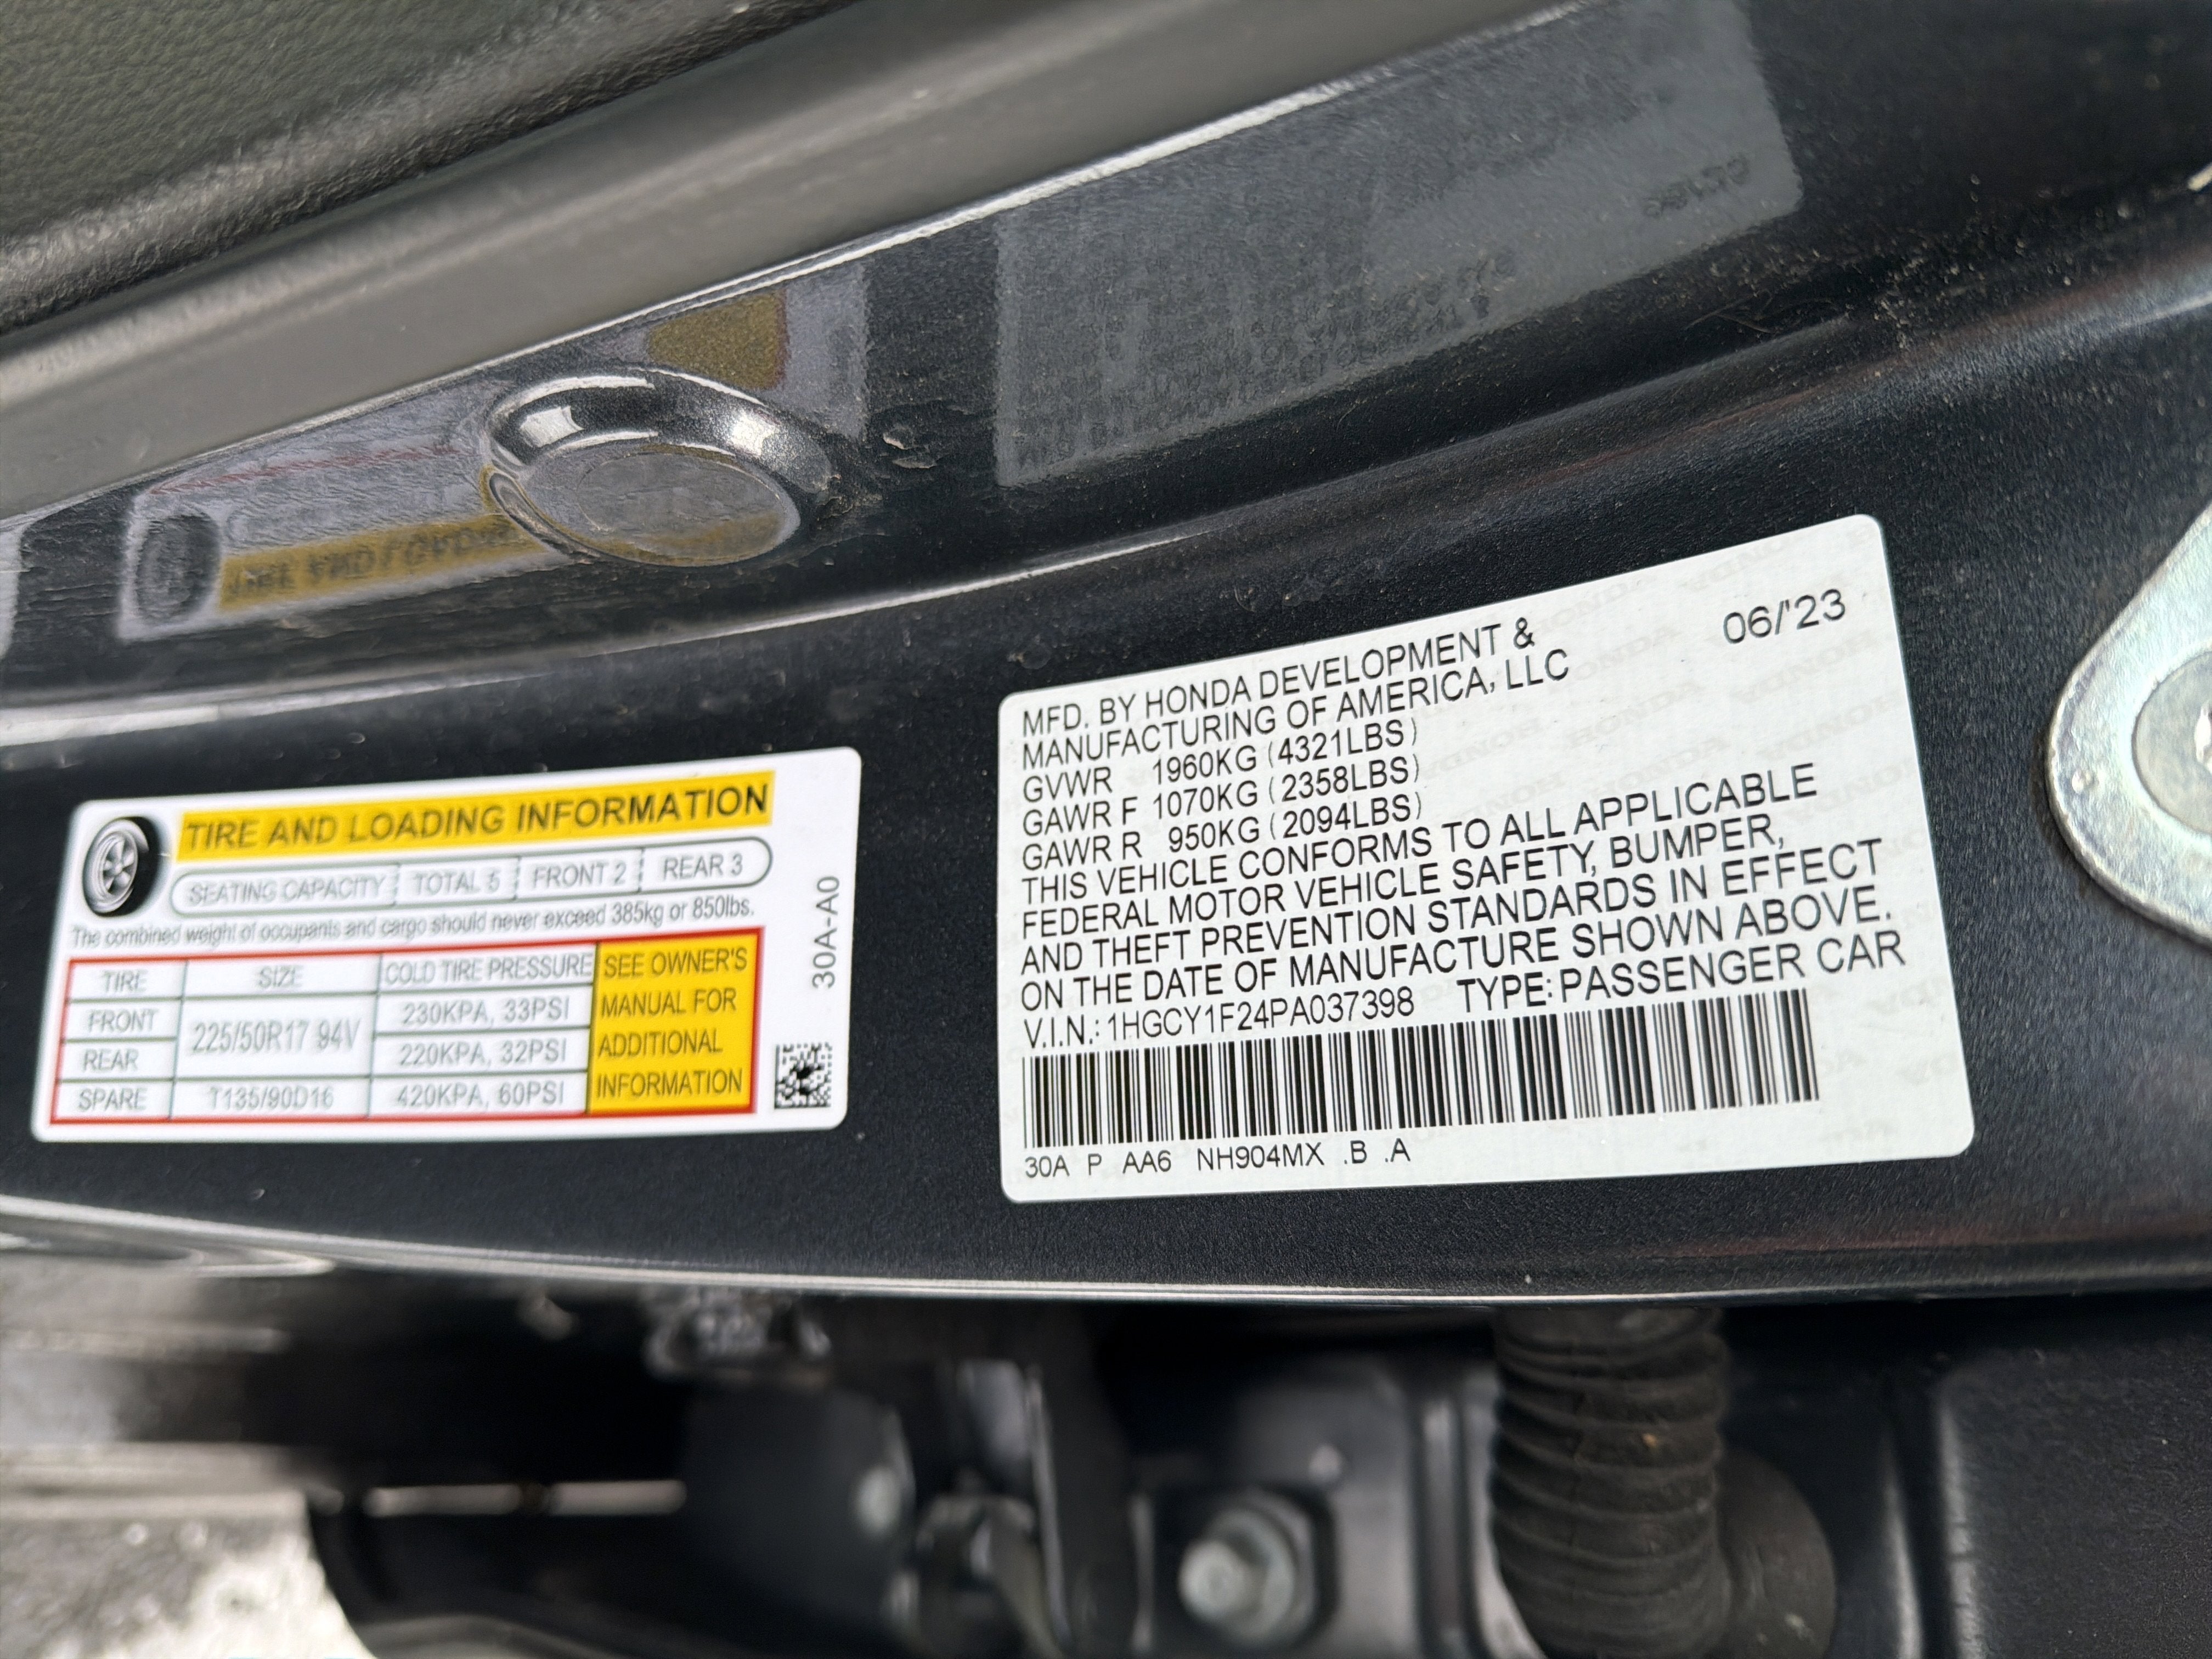 TIRE AND LOADING INFORMATION
SEATING CAPACITY TOTAL 5 FRONT 2 REAR 3
The combined weight of occupants and cargo should never exceed 385kg or 850lbs.
TIRE SIZE COLD TIRE PRESSURE SEE OWNER'S
FRONT 225/50R17 94V 230KPA, 33PSI MANUAL FOR
REAR 220KPA, 32PSI ADDITIONAL
SPARE T135/90D16 420KPA, 60PSI INFORMATION
30A-A0
MFD. BY HONDA DEVELOPMENT & 06/'23
MANUFACTURING OF AMERICA, LLC
GVWR 1960KG (4321LBS)
GAWR F 1070KG (2358LBS)
GAWR R 950KG (2094LBS)
THIS VEHICLE CONFORMS TO ALL APPLICABLE
FEDERAL MOTOR VEHICLE SAFETY, BUMPER,
AND THEFT PREVENTION STANDARDS IN EFFECT
ON THE DATE OF MANUFACTURE SHOWN ABOVE.
V.I.N.: 1HGCY1F24PA037398 TYPE: PASSENGER CAR
30A P AA6 NH904MX .B .A